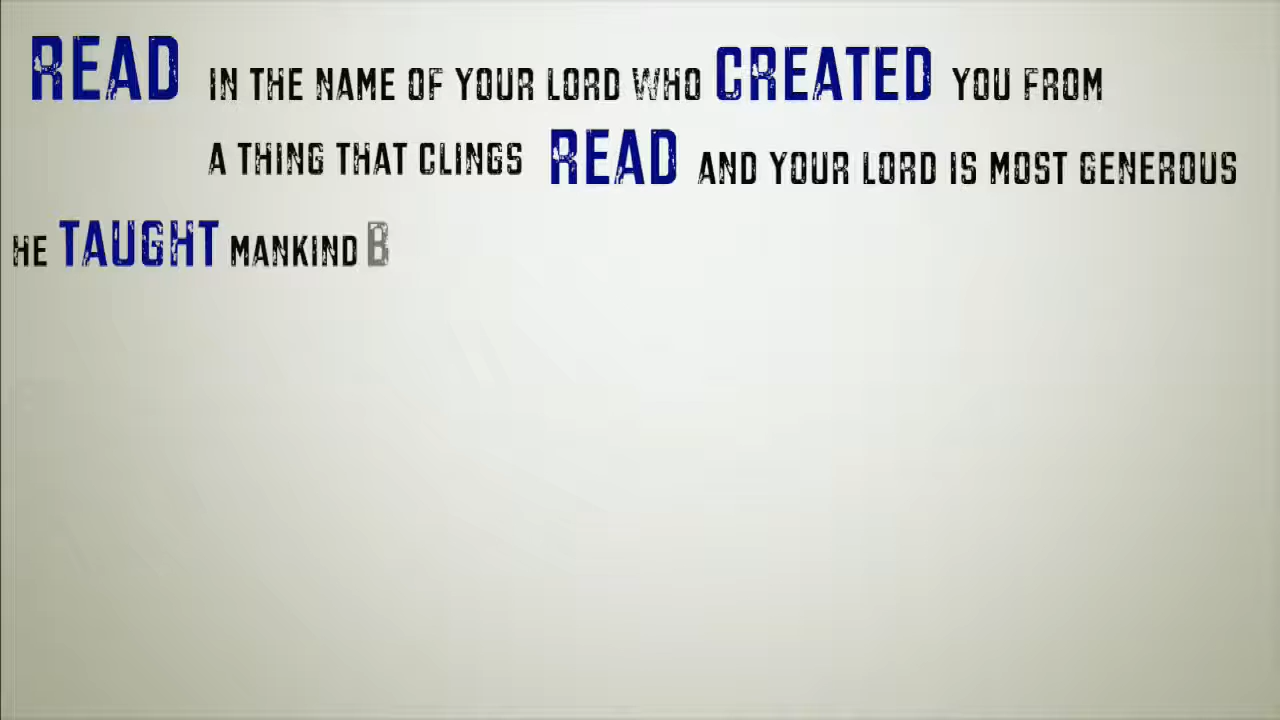 READ IN THE NAME OF YOUR LORD WHO CREATED YOU FROM
A THING THAT CLINGS READ AND YOUR LORD IS MOST GENEROUS
HE TAUGHT MANKIND B